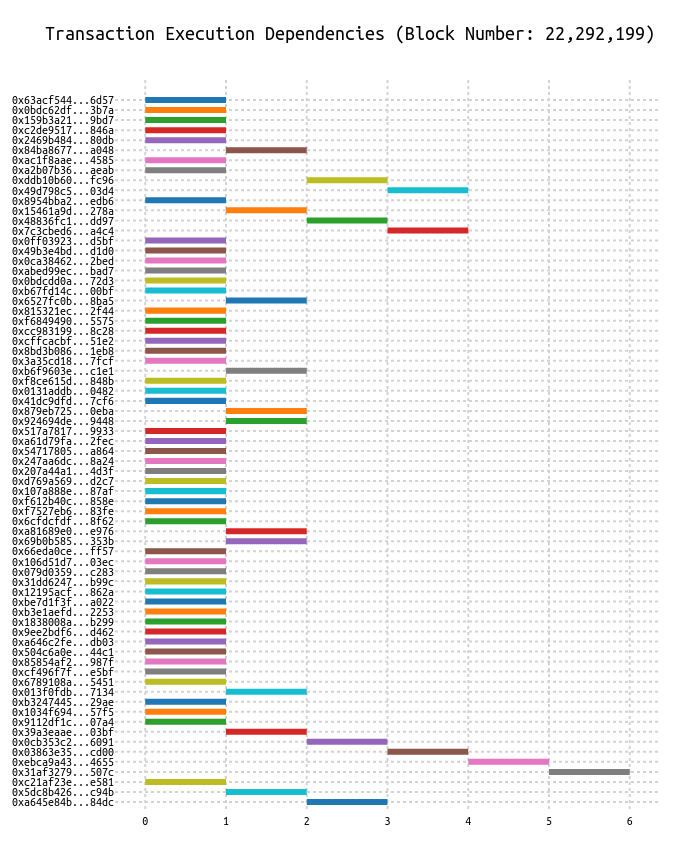 Transaction Execution Dependencies (Block Number: 22,292,199)
0x63acf544...6d57
0x0bdc62df...3b7a
0x159b3a21...9bd7
0xc2de9517...846a
0x2469b484...80db
0x84ba8677...a048
0xac1f8aae...4585
0xa2b07b36...aeab
0xddb10b60...fc96
0x49d798c5...03d4
0x8954bba2...edb6
0x15461a9d...278a
0x48836fc1...dd97
0x7c3cbed6...a4c4
0x0ff03923...d5bf
0x49b3e4bd...d1d0
0x0ca38462...2bed
0xabed99ec...bad7
0x0bdcdd0a...72d3
0xb67fd14c...00bf
0x6527fc0b...8ba5
0x815321ec...2f44
0xf6849490...5575
0xcc983199...8c28
0xcffcacbf...51e2
0x8bd3b086...1eb8
0x3a35cd18...7fcf
0xb6f9603e...c1e1
0xf8ce615d...848b
0x0131addb...0482
0x41dc9dfd...7cf6
0x879eb725...0eba
0x924694de...9448
0x517a7817...9933
0xa61d79fa...2fec
0x54717805...a864
0x247aa6dc...8a24
0x207a44a1...4d3f
0xd769a569...d2c7
0x107a888e...87af
0xf612b40c...858e
0xf7527eb6...83fe
0x6cfdcfdf...8f62
0xa81689e0...e976
0x69b0b585...353b
0x66eda0ce...ff57
0x106d51d7...03ec
0x079d0359...c283
0x31dd6247...b99c
0x12195acf...862a
0xbe7d1f3f...a022
0xb3e1aefd...2253
0x1838008a...b299
0x9ee2bdf6...d462
0xa646c2fe...db03
0x504c6a0e...44c1
0x85854af2...987f
0xcf496f7f...e5bf
0x6789108a...5451
0x013f0fdb...7134
0xb3247445...29ae
0x1034f694...57f5
0x9112df1c...07a4
0x39a3eaae...03bf
0x0cb353c2...6091
0x03863e35...cd00
0xebca9a43...4655
0x31af3279...507c
0xc21af23e...e581
0x5dc8b426...c94b
0xa645e84b...84dc
0 1 2 3 4 5 6